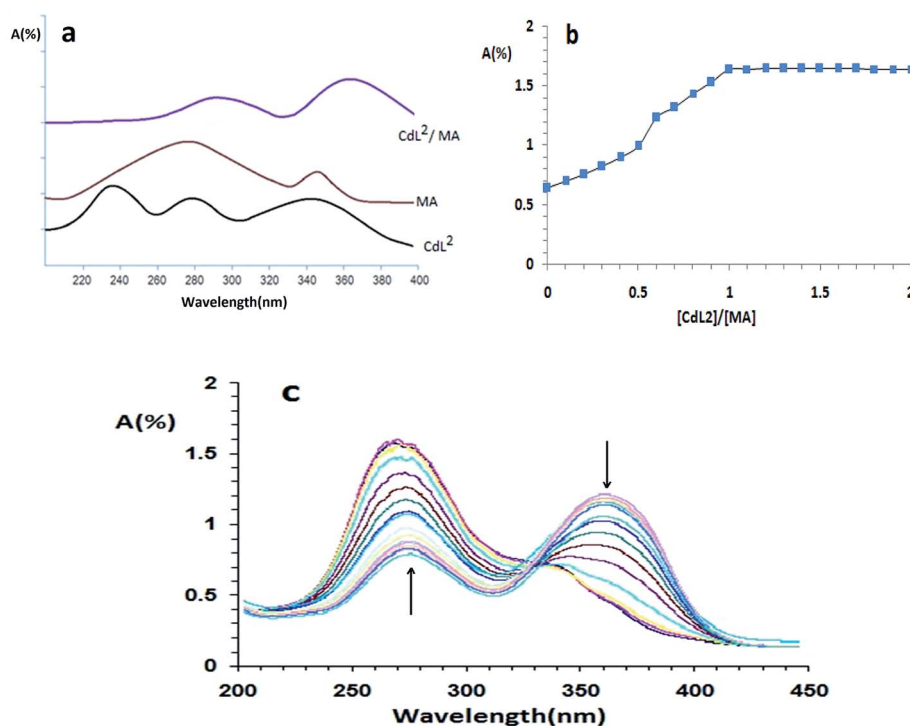 A(%)
a
CdL²/ MA
MA
CdL²
220 240 260 280 300 320 340 360 380 400
Wavelength(nm)
b
A(%)
2
1.5
1
0.5
0
0 0.5 1 1.5 2
[CdL2]/[MA]
c
A(%)
2
1.5
1
0.5
0
200 250 300 350 400 450
Wavelength(nm)